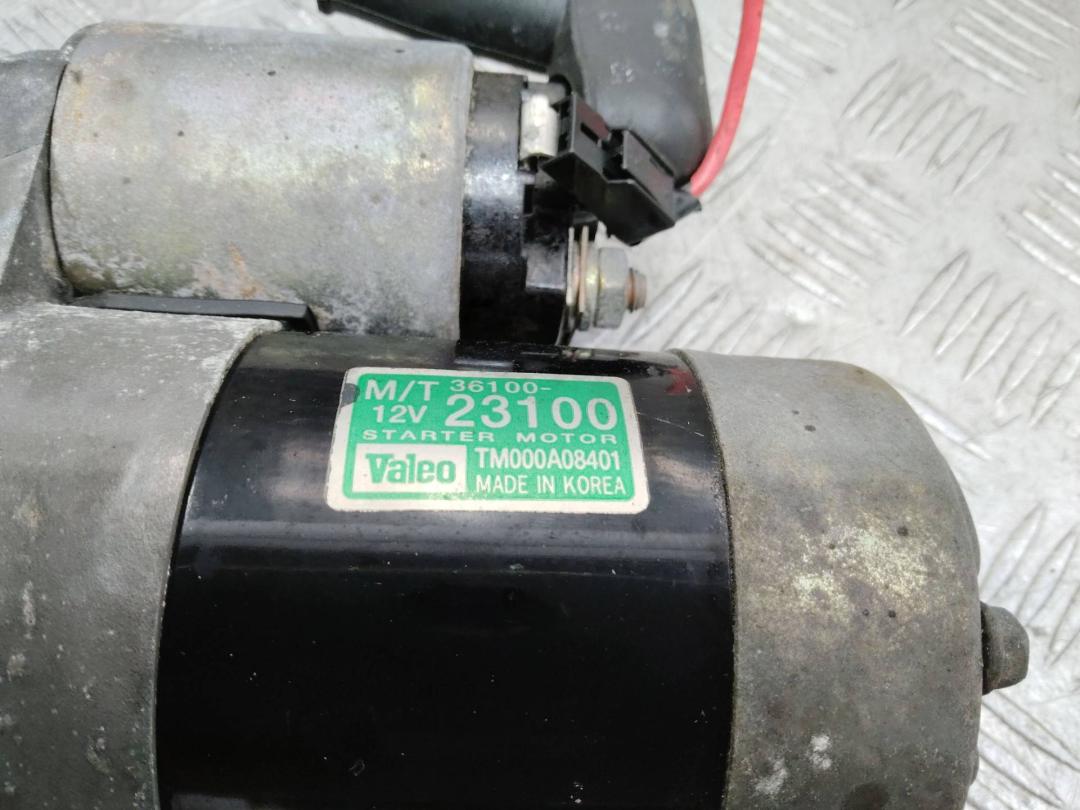 M/T 36100-
12V 23100
STARTER MOTOR
Valeo TM000A08401
MADE IN KOREA